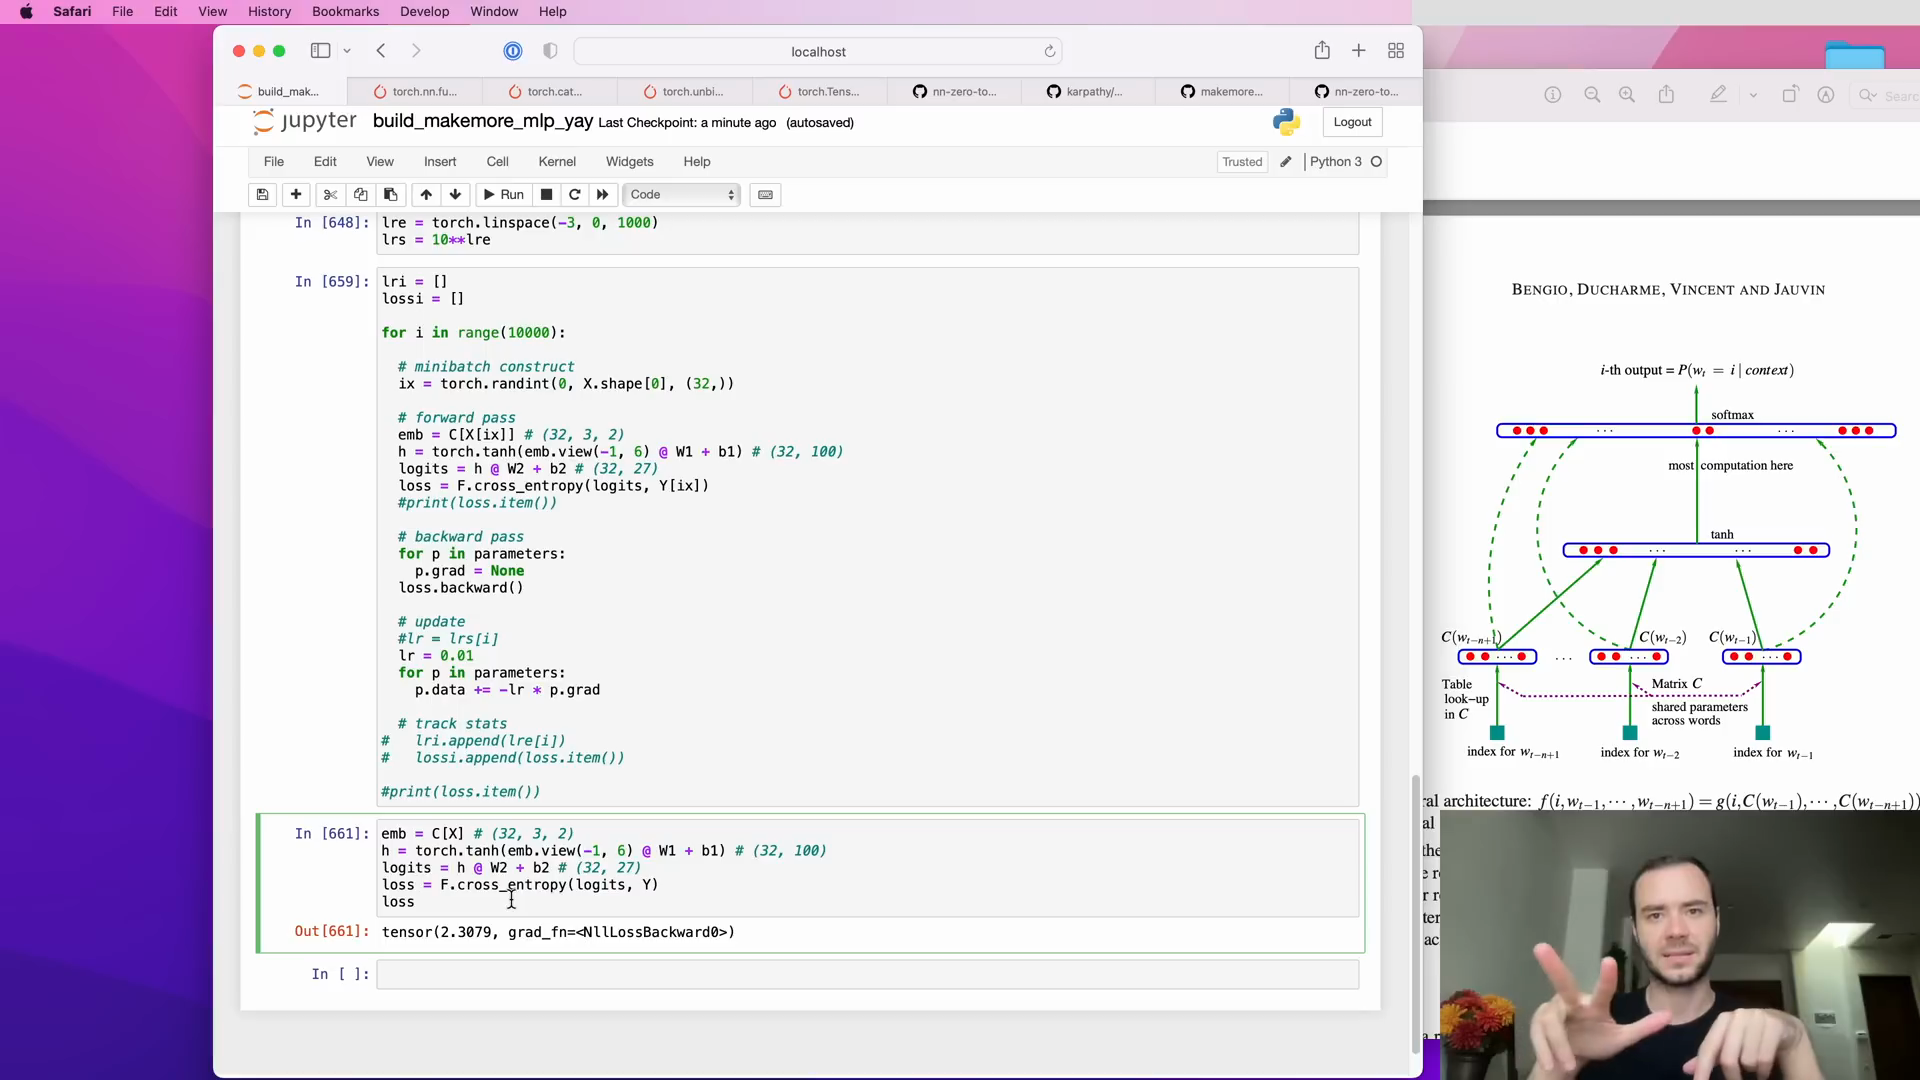 Safari File Edit View History Bookmarks Develop Window Help
localhost
build_mak... torch.nn.fu... torch.cat... torch.unbi... torch.Tens... nn-zero-to... karpathy/... makemore... nn-zero-to...
jupyter build_makemore_mlp_yay Last Checkpoint: a minute ago (autosaved)
Logout
File Edit View Insert Cell Kernel Widgets Help
Trusted Python 3
Run Code
In [648]: lre = torch.linspace(-3, 0, 1000)
lrs = 10**lre
In [659]: lri = []
lossi = []
for i in range(10000):
# minibatch construct
ix = torch.randint(0, X.shape[0], (32,))
# forward pass
emb = C[X[ix]] # (32, 3, 2)
h = torch.tanh(emb.view(-1, 6) @ W1 + b1) # (32, 100)
logits = h @ W2 + b2 # (32, 27)
loss = F.cross_entropy(logits, Y[ix])
#print(loss.item())
# backward pass
for p in parameters:
p.grad = None
loss.backward()
# update
#lr = lrs[i]
lr = 0.01
for p in parameters:
p.data += -lr * p.grad
# track stats
# lri.append(lre[i])
# lossi.append(loss.item())
#print(loss.item())
In [661]: emb = C[X] # (32, 3, 2)
h = torch.tanh(emb.view(-1, 6) @ W1 + b1) # (32, 100)
logits = h @ W2 + b2 # (32, 27)
loss = F.cross_entropy(logits, Y)
loss
Out[661]: tensor(2.3079, grad_fn=<NllLossBackward0>)
In [ ]:
Search
BENGIO, DUCHARME, VINCENT AND JAUVIN
i-th output = P(w_t = i | context)
softmax
. . . . . .
most computation here
tanh
. . . . . .
C(w_{t−n+1}) C(w_{t−2}) C(w_{t−1})
. . . . . . . . . . . .
Table
look−up
in C
Matrix C
shared parameters
across words
index for w_{t−n+1} index for w_{t−2} index for w_{t−1}
ral architecture: f(i,w_{t−1},··· ,w_{t−n+1}) = g(i,C(w_{t−1}),··· ,C(w_{t−n+1}))
al
the
e r
r r
ter
ac